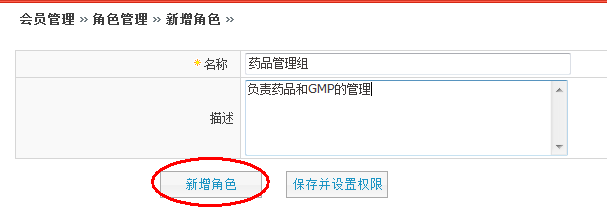 会员管理 » 角色管理 » 新增角色 »
* 名称 药品管理组
负责药品和GMP的管理
描述
新增角色 保存并设置权限